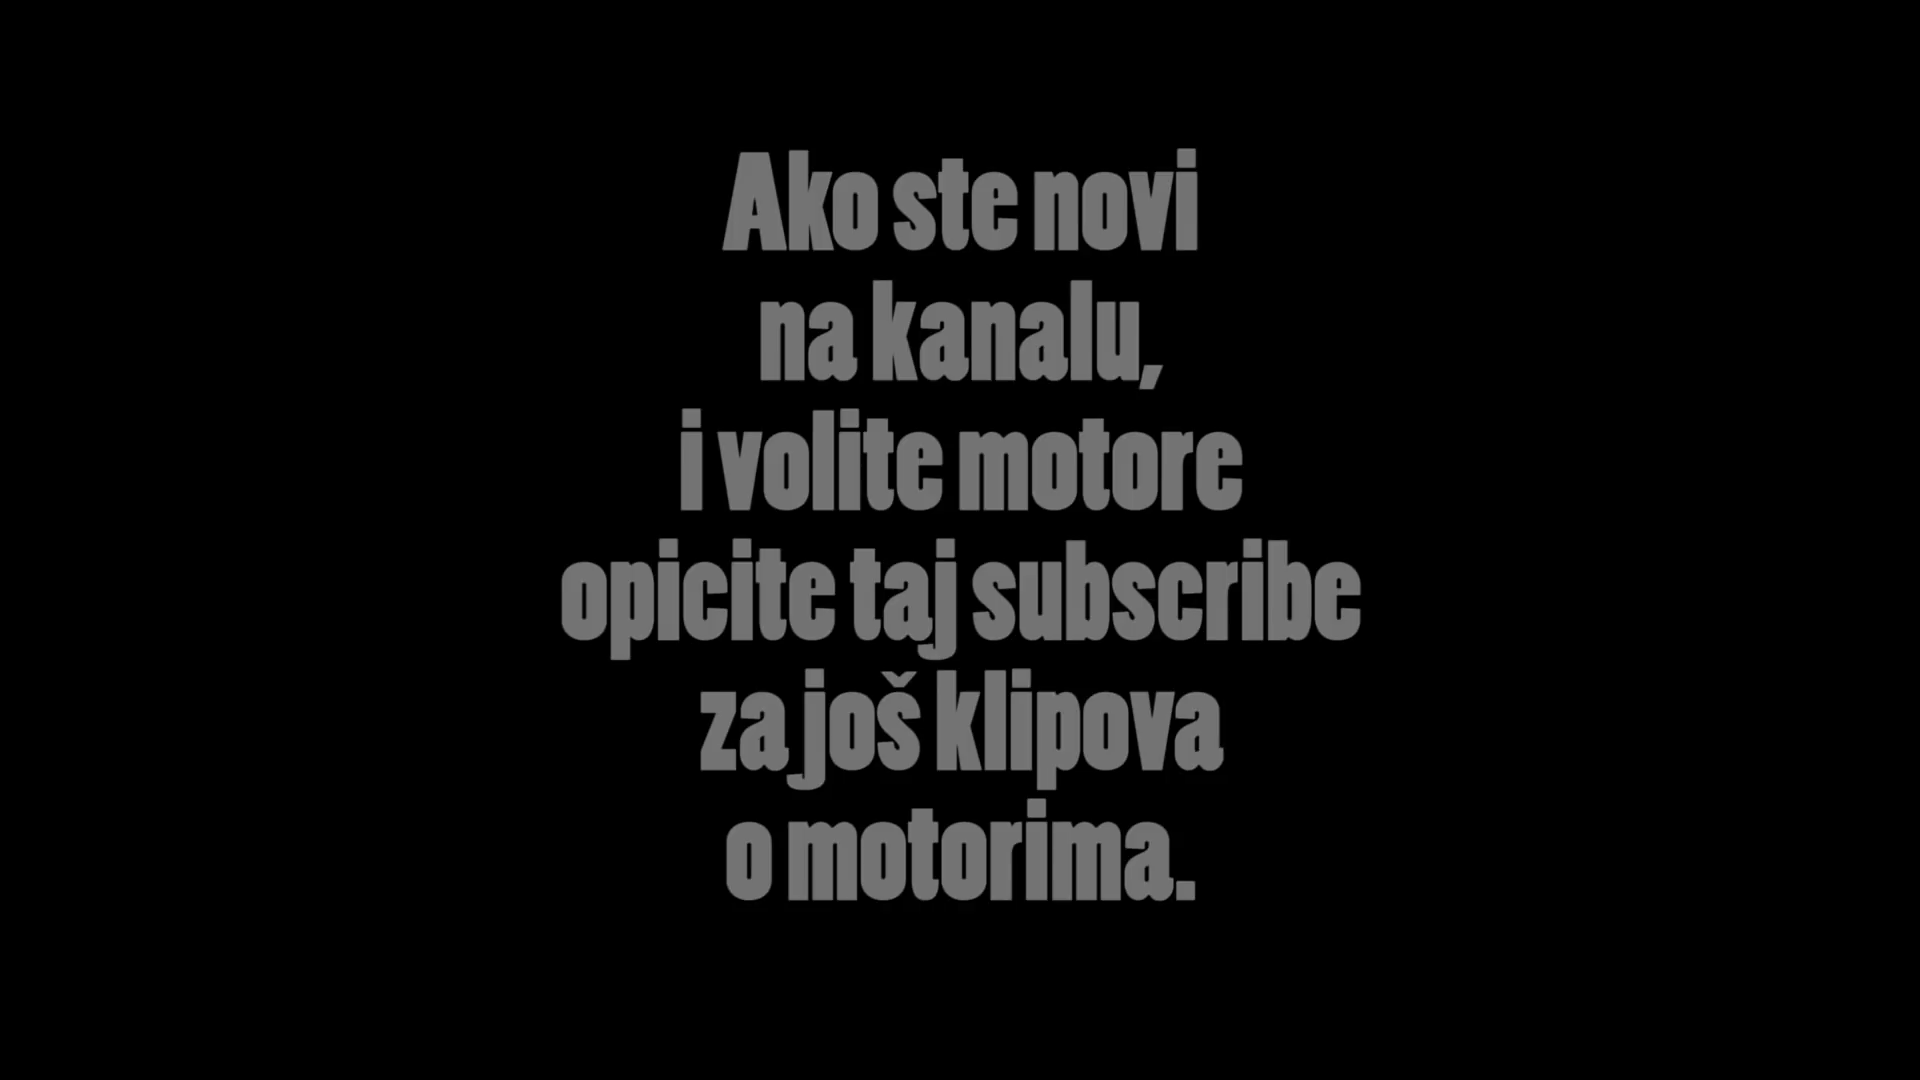 Ako ste novi
na kanalu,
i volite motore
opicite taj subscribe
za još klipova
o motorima.